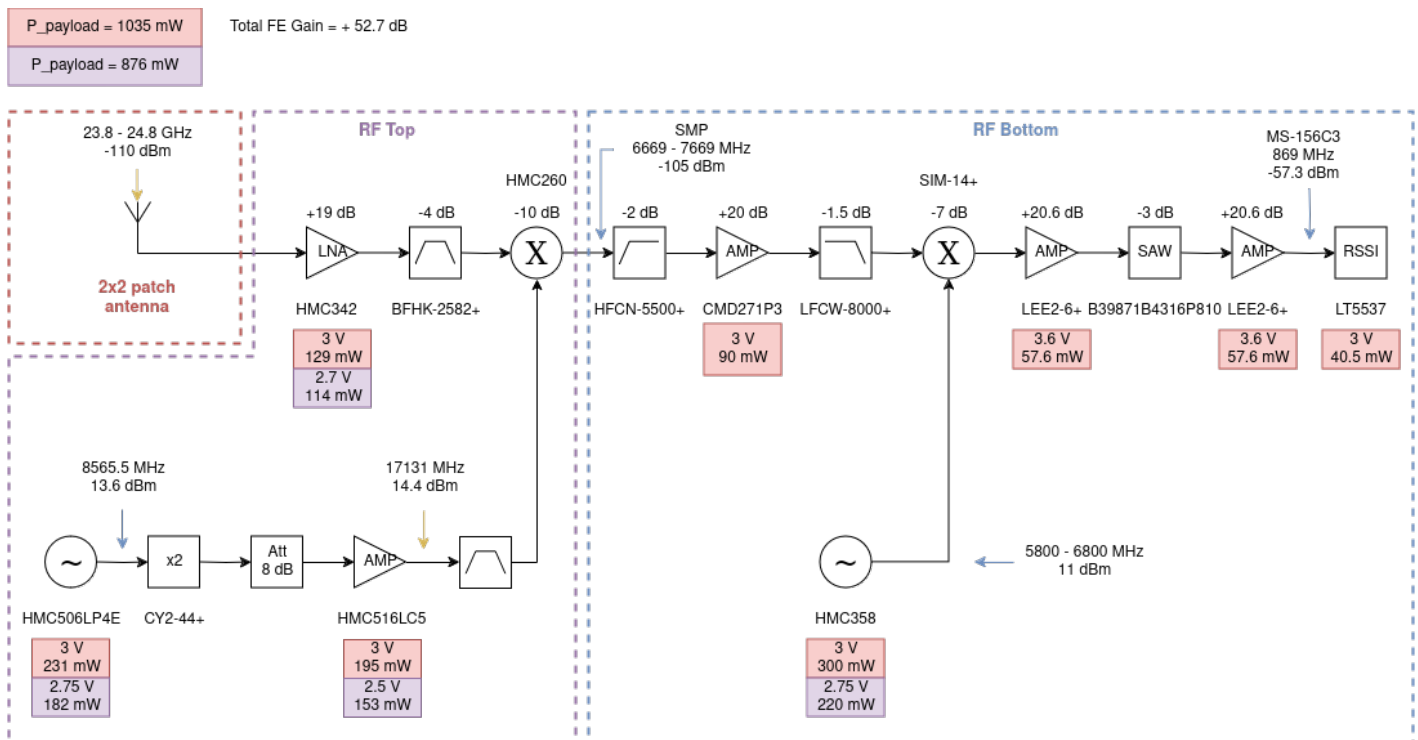 P_payload = 1035 mW
Total FE Gain = + 52.7 dB
P_payload = 876 mW
23.8 - 24.8 GHz
-110 dBm
2x2 patch
antenna
RF Top
HMC260
+19 dB
-4 dB
-10 dB
LNA
X
HMC342
BFHK-2582+
3 V
129 mW
2.7 V
114 mW
RF Bottom
SMP
6669 - 7669 MHz
-105 dBm
MS-156C3
869 MHz
-57.3 dBm
SIM-14+
-2 dB
+20 dB
-1.5 dB
-7 dB
+20.6 dB
-3 dB
+20.6 dB
AMP
X
AMP
SAW
AMP
RSSI
HFCN-5500+
CMD271P3
LFCW-8000+
LEE2-6+
B39871B4316P810
LEE2-6+
LT5537
3 V
90 mW
3.6 V
57.6 mW
3.6 V
57.6 mW
3 V
40.5 mW
8565.5 MHz
13.6 dBm
17131 MHz
14.4 dBm
~
x2
Att
8 dB
AMP
HMC506LP4E
CY2-44+
HMC516LC5
3 V
231 mW
2.75 V
182 mW
3 V
195 mW
2.5 V
153 mW
5800 - 6800 MHz
11 dBm
~
HMC358
3 V
300 mW
2.75 V
220 mW